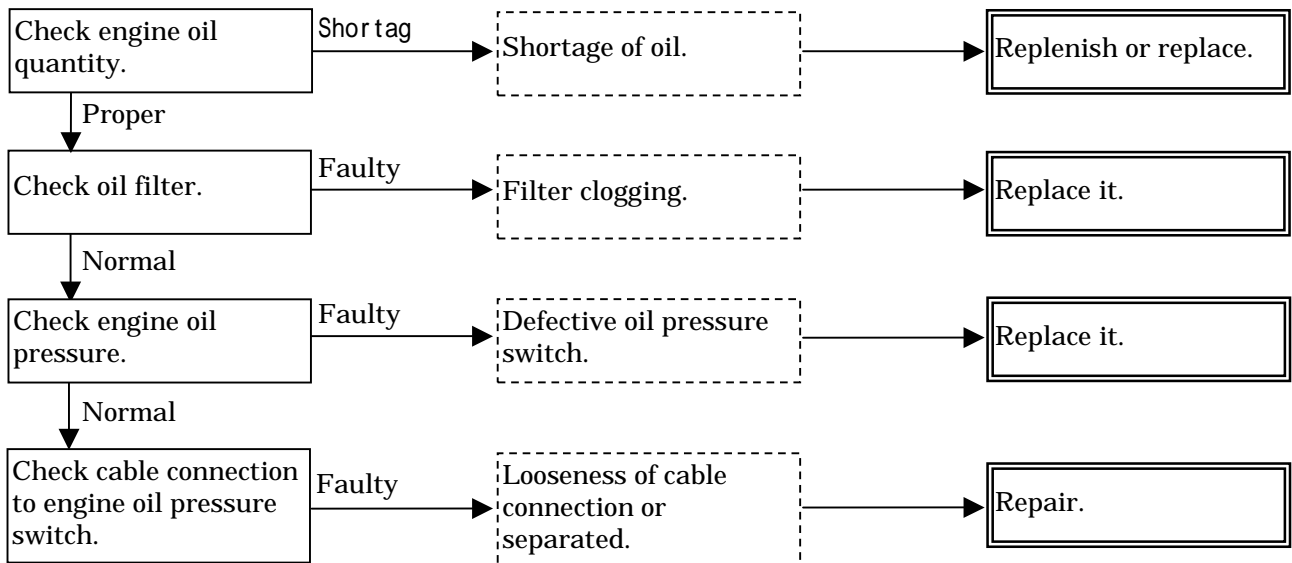 Check engine oil
quantity.
Shortag
Shortage of oil.
Replenish or replace.
Proper
Check oil filter.
Faulty
Filter clogging.
Replace it.
Normal
Check engine oil
pressure.
Faulty
Defective oil pressure
switch.
Replace it.
Normal
Check cable connection
to engine oil pressure
switch.
Faulty
Looseness of cable
connection or
separated.
Repair.